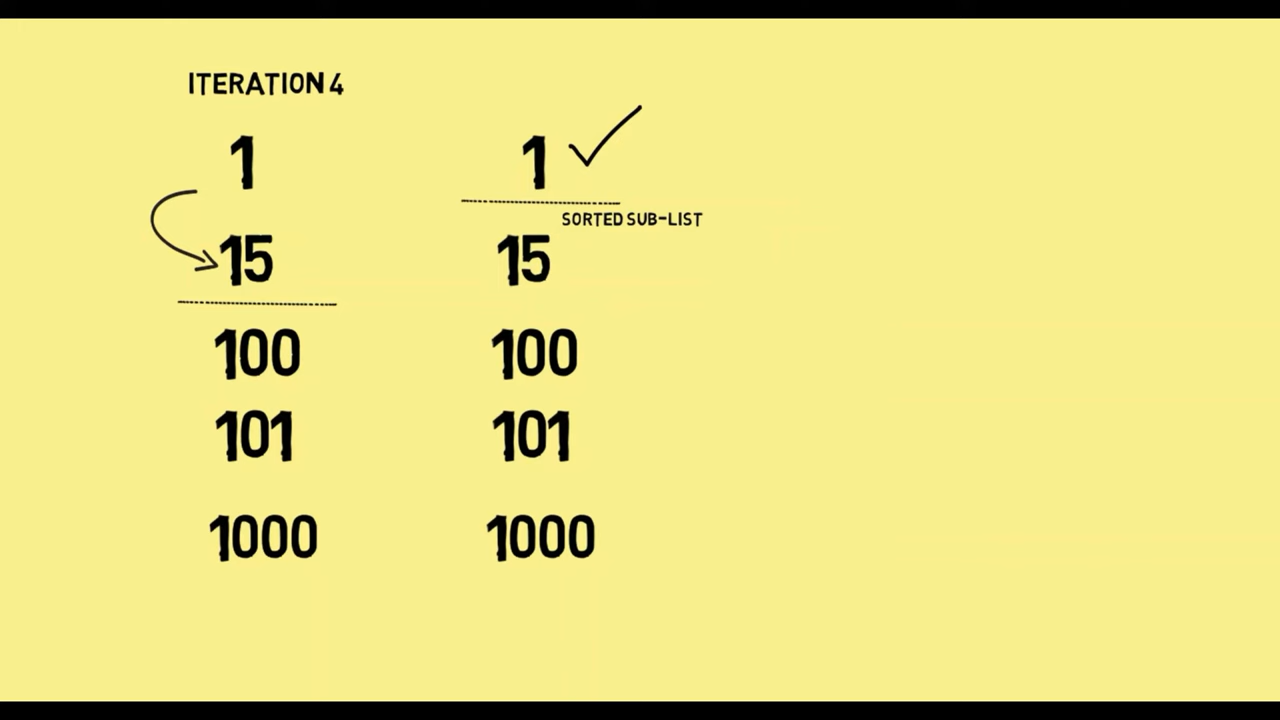 ITERATION 4
1 1
SORTED SUB-LIST
15 15
100 100
101 101
1000 1000